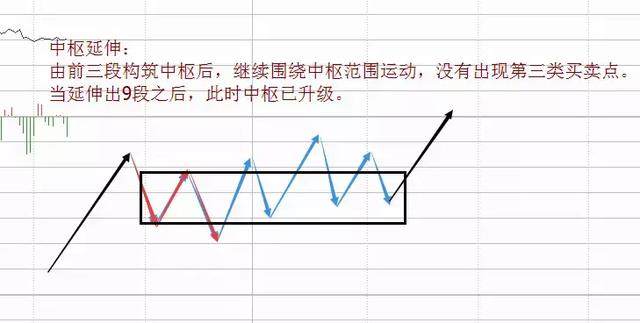 中枢延伸：
由前三段构筑中枢后，继续围绕中枢范围运动，没有出现第三类买卖点。
当延伸出9段之后，此时中枢已升级。